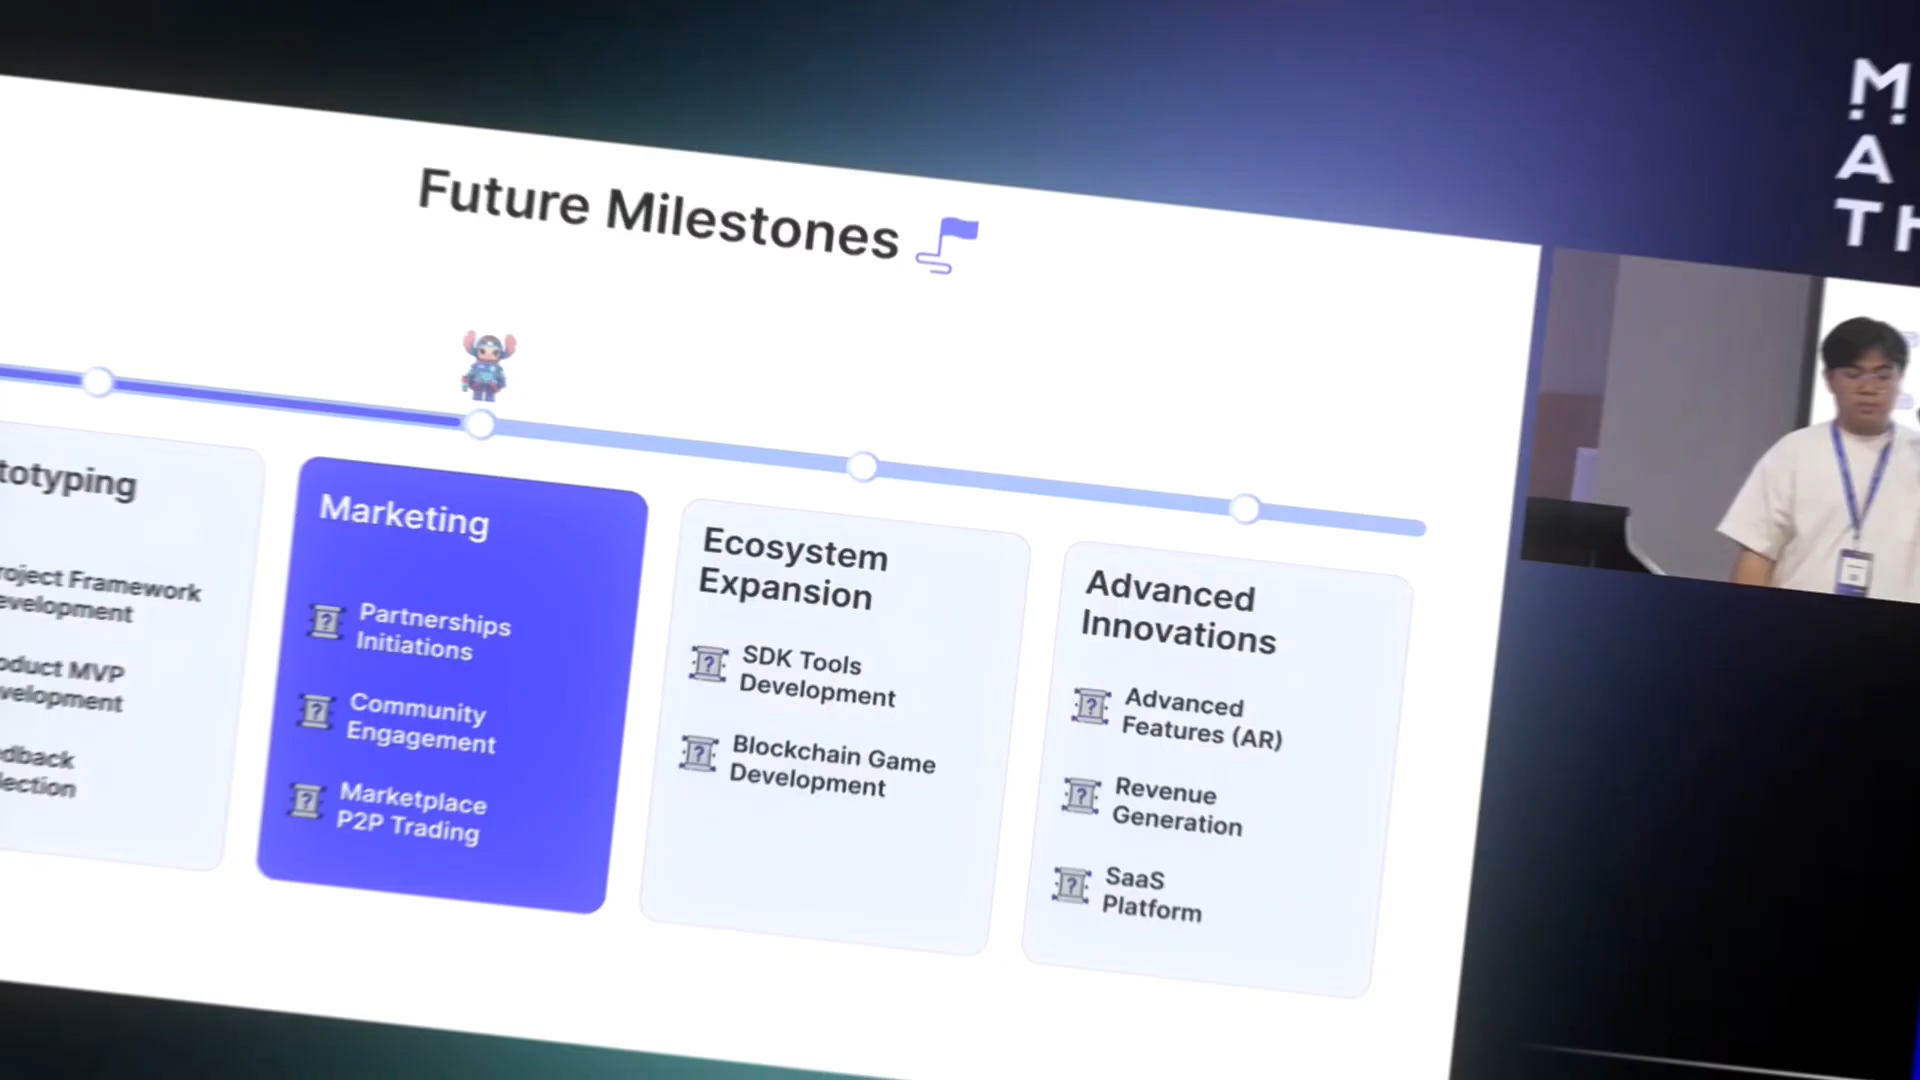 Future Milestones
totyping
roject Framework
evelopment
oduct MVP
velopment
dback
lection
Marketing
Partnerships
Initiations
Community
Engagement
Marketplace
P2P Trading
Ecosystem
Expansion
SDK Tools
Development
Blockchain Game
Development
Advanced
Innovations
Advanced
Features (AR)
Revenue
Generation
SaaS
Platform
M
A
TH